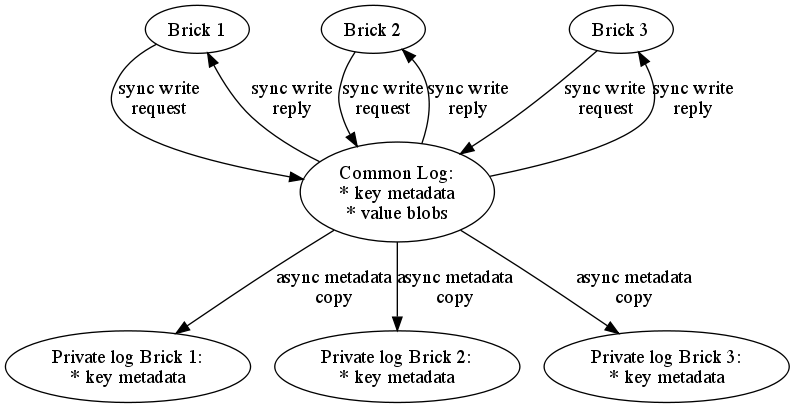 Brick 1
Brick 2
Brick 3
sync write
request
sync write
reply
sync write
request
sync write
reply
sync write
request
sync write
reply
Common Log:
* key metadata
* value blobs
async metadata
copy
async metadata
copy
async metadata
copy
Private log Brick 1:
* key metadata
Private log Brick 2:
* key metadata
Private log Brick 3:
* key metadata